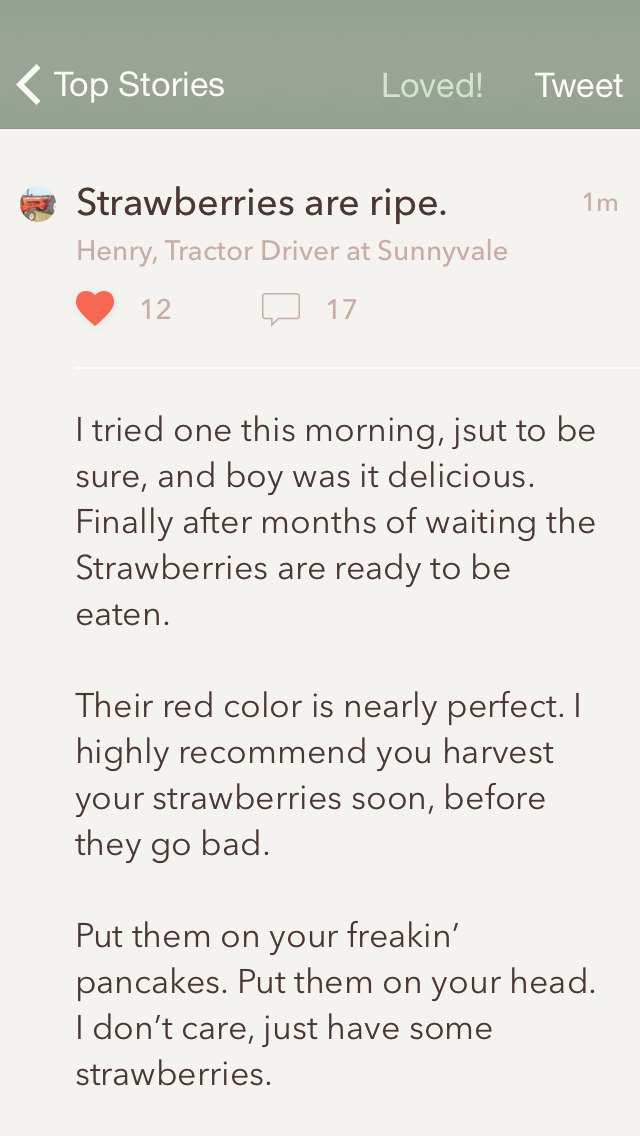 Top Stories Loved! Tweet
Strawberries are ripe. 1m
Henry, Tractor Driver at Sunnyvale
12 17
I tried one this morning, jsut to be
sure, and boy was it delicious.
Finally after months of waiting the
Strawberries are ready to be
eaten.
Their red color is nearly perfect. I
highly recommend you harvest
your strawberries soon, before
they go bad.
Put them on your freakin’
pancakes. Put them on your head.
I don’t care, just have some
strawberries.